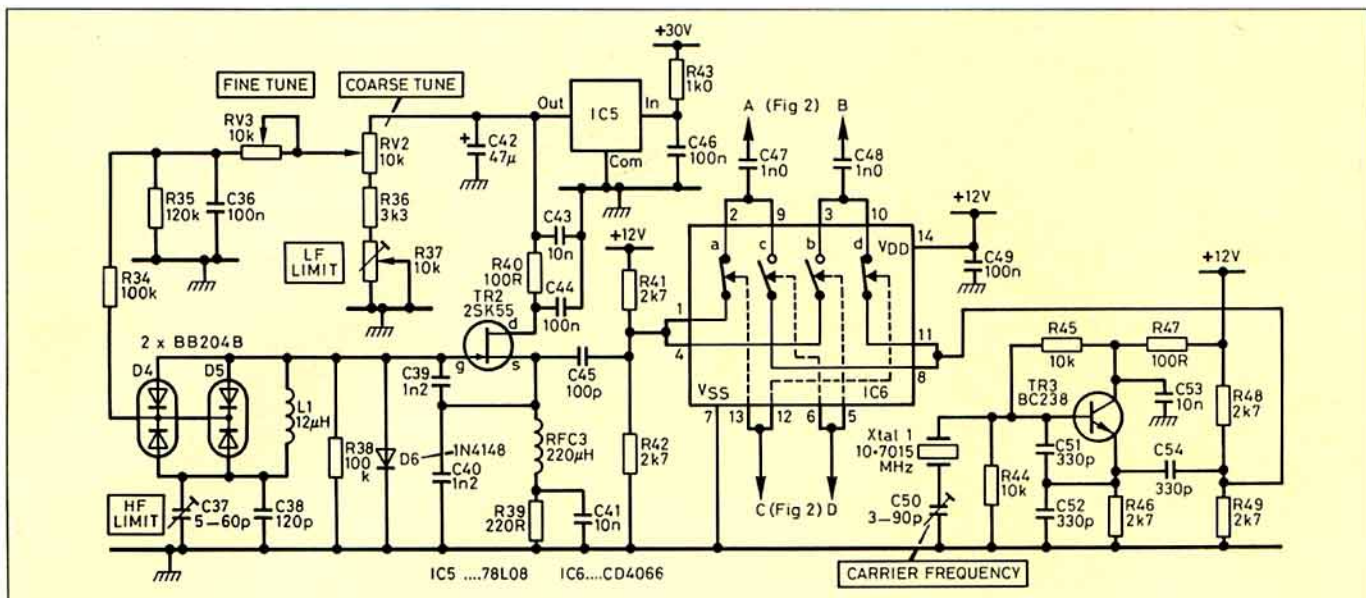 +30V
R43
1k0
FINE TUNE
COARSE TUNE
Out
IC5
In
Com
A (Fig 2) B
RV3
10k
RV2
10k
C42
47µ
+
C46
100n
C47
1n0
C48
1n0
+12V
R35
120k
C36
100n
R36
3k3
C43
10n
+12V
2
9
3
10
VDD
14
a
c
b
d
C49
100n
+12V
LF
LIMIT
R37
10k
R40
100R
C44
100n
R41
2k7
R34
100k
TR2
2SK55
d
g
s
1
4
11
8
R45
10k
R47
100R
2 x BB204B
D4
D5
L1
12µH
C39
1n2
C45
100p
VSS
IC6
7
13
12
6
5
TR3
BC238
C53
10n
R48
2k7
R38
100
k
D6
1N4148
C40
1n2
RFC3
220µH
R42
2k7
Xtal 1
10·7015
MHz
C51
330p
C54
330p
HF
LIMIT
C37
5–60p
C38
120p
R39
220R
C41
10n
C (Fig 2) D
C50
3–90p
R44
10k
C52
330p
R46
2k7
R49
2k7
IC5 ....78L08
IC6....CD4066
CARRIER FREQUENCY